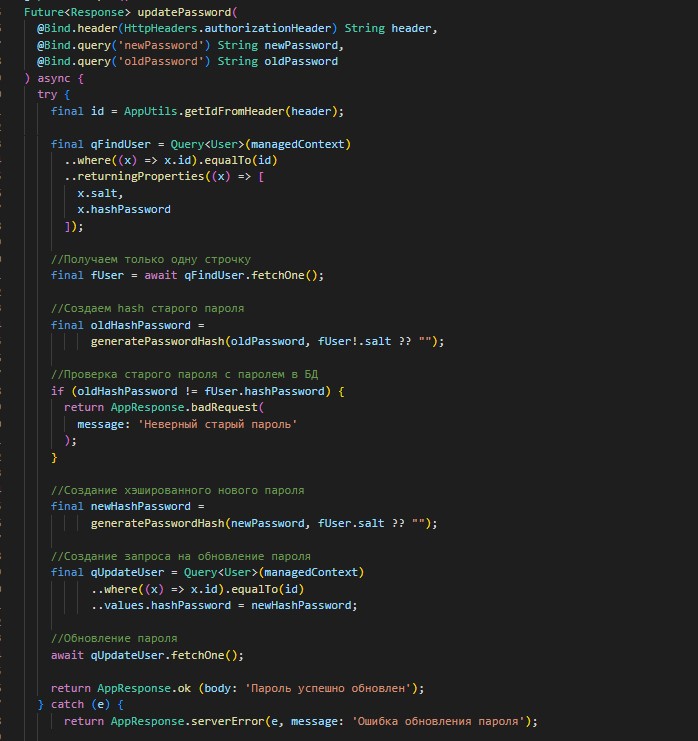 Future<Response> updatePassword(
@Bind.header(HttpHeaders.authorizationHeader) String header,
@Bind.query('newPassword') String newPassword,
@Bind.query('oldPassword') String oldPassword
) async {
try {
final id = AppUtils.getIdFromHeader(header);
final qFindUser = Query<User>(managedContext)
..where((x) => x.id).equalTo(id)
..returningProperties((x) => [
x.salt,
x.hashPassword
]);
//Получаем только одну строчку
final fUser = await qFindUser.fetchOne();
//Создаем hash старого пароля
final oldHashPassword =
generatePasswordHash(oldPassword, fUser!.salt ?? "");
//Проверка старого пароля с паролем в БД
if (oldHashPassword != fUser.hashPassword) {
return AppResponse.badRequest(
message: 'Неверный старый пароль'
);
}
//Создание хэшированного нового пароля
final newHashPassword =
generatePasswordHash(newPassword, fUser.salt ?? "");
//Создание запроса на обновление пароля
final qUpdateUser = Query<User>(managedContext)
..where((x) => x.id).equalTo(id)
..values.hashPassword = newHashPassword;
//Обновление пароля
await qUpdateUser.fetchOne();
return AppResponse.ok (body: 'Пароль успешно обновлен');
} catch (e) {
return AppResponse.serverError(e, message: 'Ошибка обновления пароля');